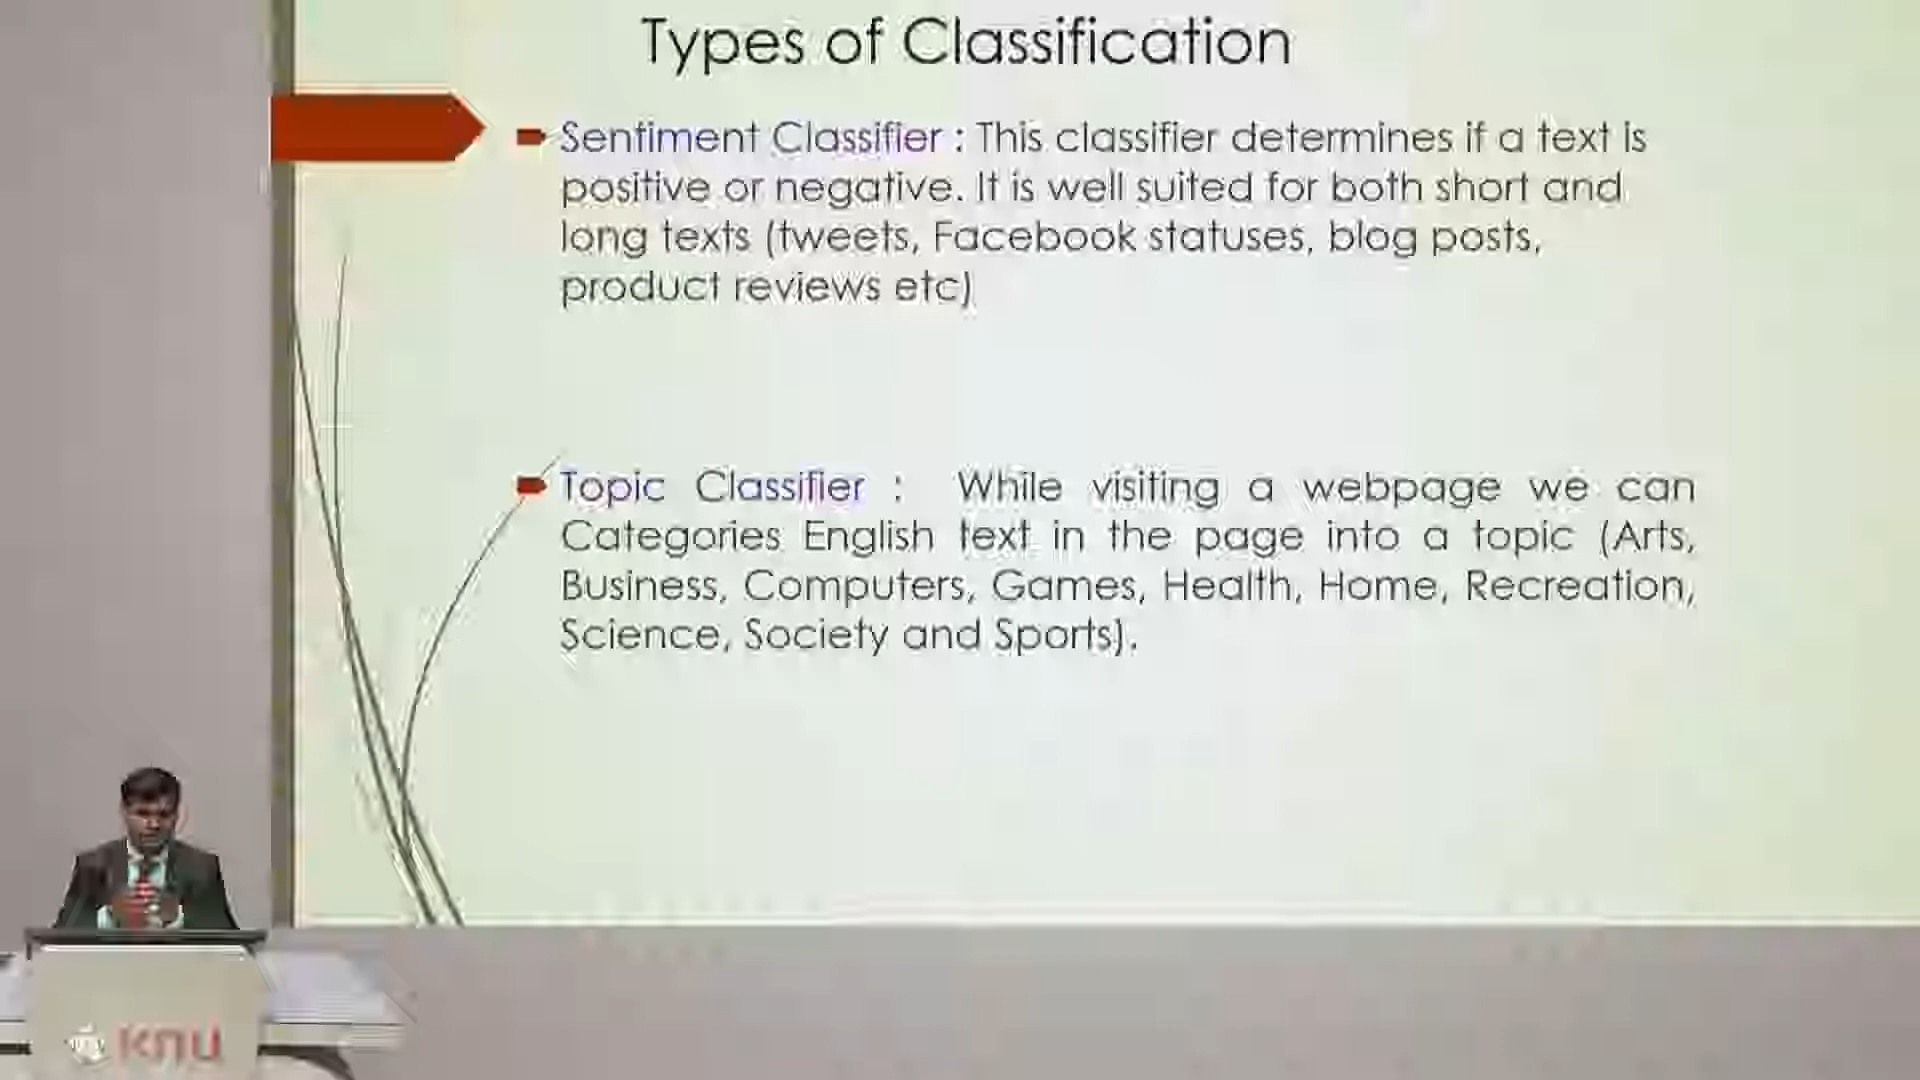 Types of Classification
Sentiment Classifier : This classifier determines if a text is
positive or negative. It is well suited for both short and
long texts (tweets, Facebook statuses, blog posts,
product reviews etc)
Topic Classifier : While visiting a webpage we can
Categories English text in the page into a topic (Arts,
Business, Computers, Games, Health, Home, Recreation,
Science, Society and Sports).
KNU